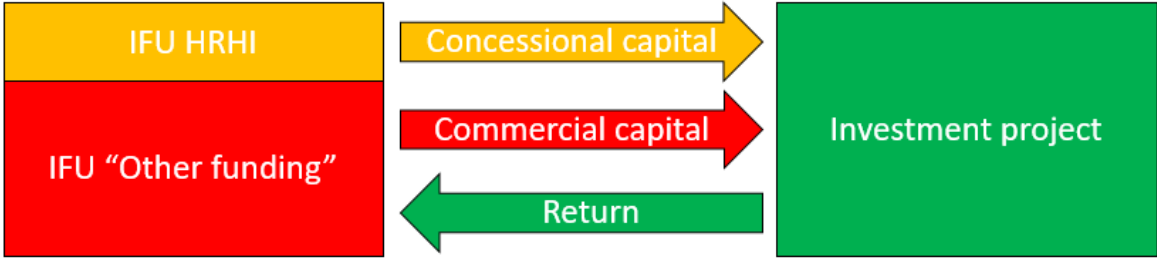 IFU HRHI
Concessional capital
Commercial capital
Investment project
IFU “Other funding”
Return